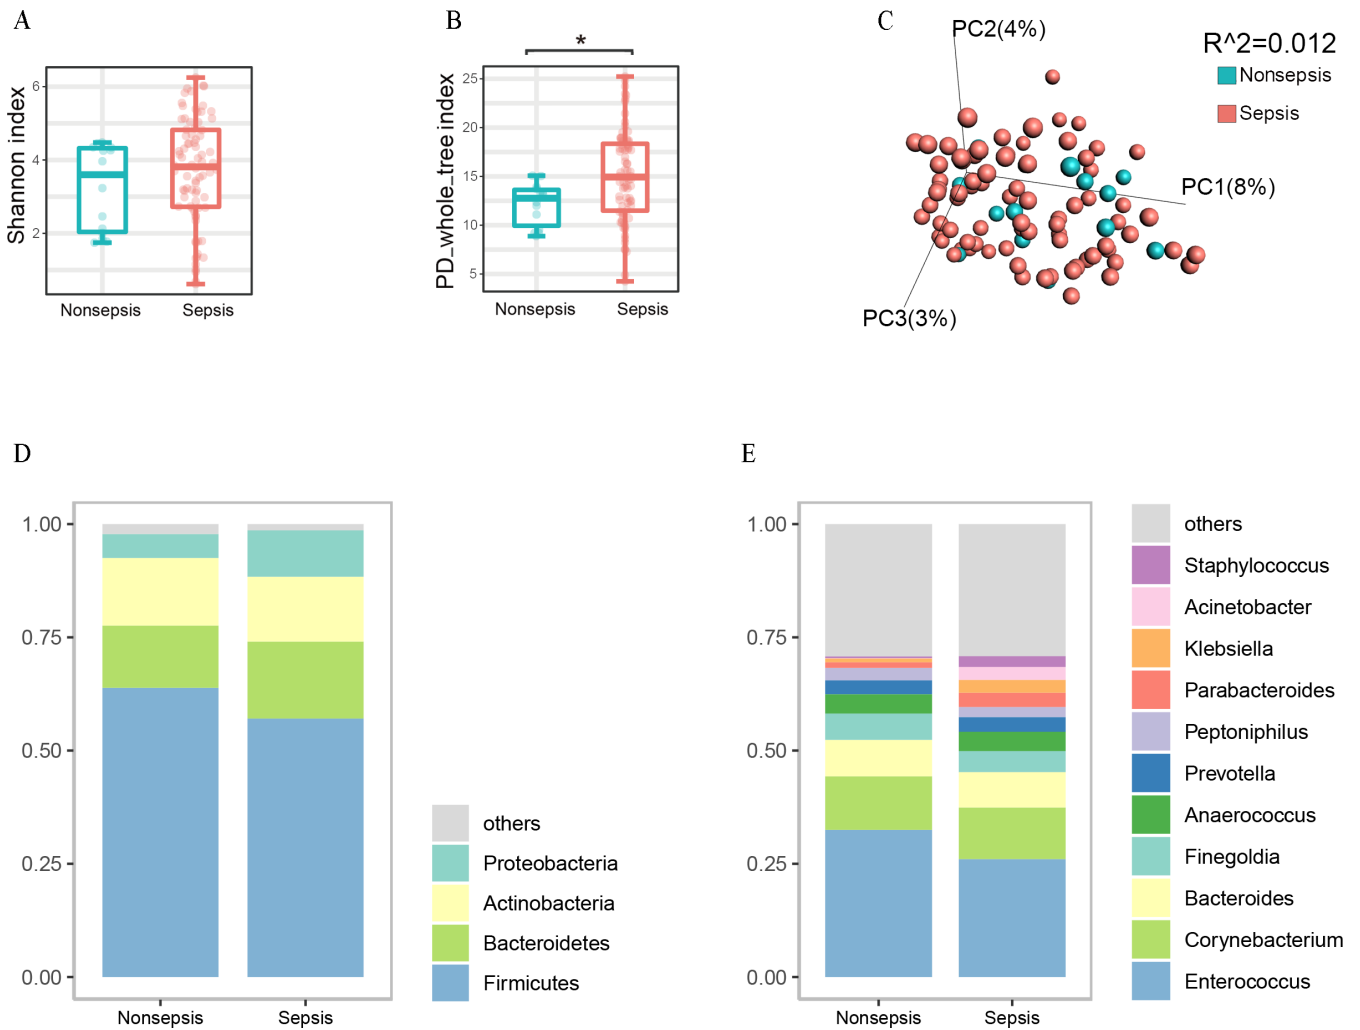 A
Shannon index
6
4
2
Nonsepsis
Sepsis
B
*
PD_whole_tree index
25
20
15
10
5
Nonsepsis
Sepsis
C
PC2(4%)
R^2=0.012
Nonsepsis
Sepsis
PC1(8%)
PC3(3%)
D
1.00
0.75
0.50
0.25
0.00
Nonsepsis
Sepsis
others
Proteobacteria
Actinobacteria
Bacteroidetes
Firmicutes
E
1.00
0.75
0.50
0.25
0.00
Nonsepsis
Sepsis
others
Staphylococcus
Acinetobacter
Klebsiella
Parabacteroides
Peptoniphilus
Prevotella
Anaerococcus
Finegoldia
Bacteroides
Corynebacterium
Enterococcus